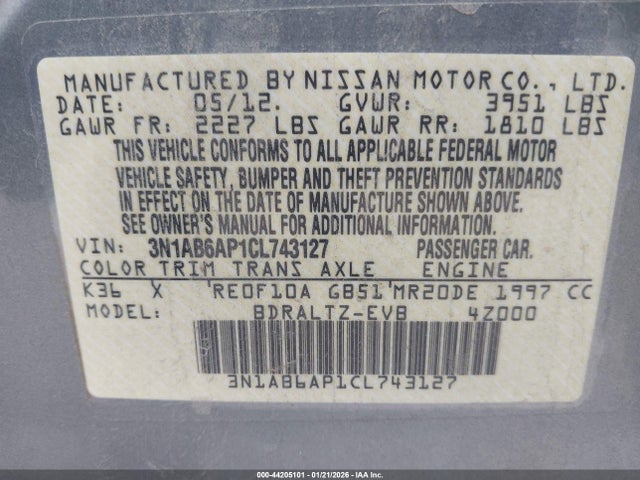 MANUFACTURED BY NISSAN MOTOR CO., LTD.
DATE: 05/12. GVWR: 3951 LBS
GAWR FR: 2227 LBS GAWR RR: 1810 LBS
THIS VEHICLE CONFORMS TO ALL APPLICABLE FEDERAL MOTOR
VEHICLE SAFETY, BUMPER AND THEFT PREVENTION STANDARDS
IN EFFECT ON THE DATE OF MANUFACTURE SHOWN ABOVE.
SEE OWNER'S MANUAL FOR ADDITIONAL INFORMATION.
VIN: 3N1AB6AP1CL743127 PASSENGER CAR.
COLOR TRIM TRANS AXLE ENGINE
K36 X 'RE0F10A GB51'MR20DE 1997 CC
MODEL: BDRALTZ-EVB 4Z000
3N1AB6AP1CL743127
000-44205101 | 01/21/2026 - Copart, Inc.